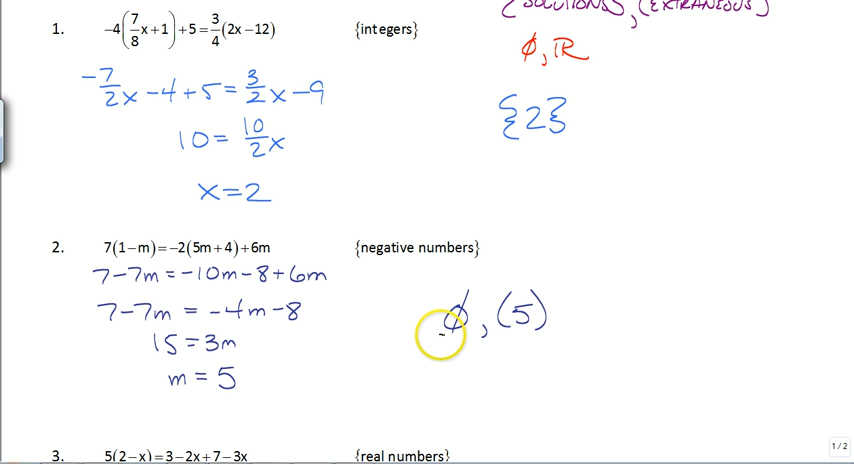 {SOLUTIONS}, (EXTRANEOUS)
1. -4(7/8x+1)+5=3/4(2x-12) {integers}
∅, ℝ
-7/2x-4+5=3/2x-9
{2}
10=10/2x
x=2
2. 7(1-m)=-2(5m+4)+6m {negative numbers}
7-7m=-10m-8+6m
7-7m = -4m-8
∅, (5)
15=3m
m=5
1/2
3. 5(2-x)=3-2x+7-3x {real numbers}